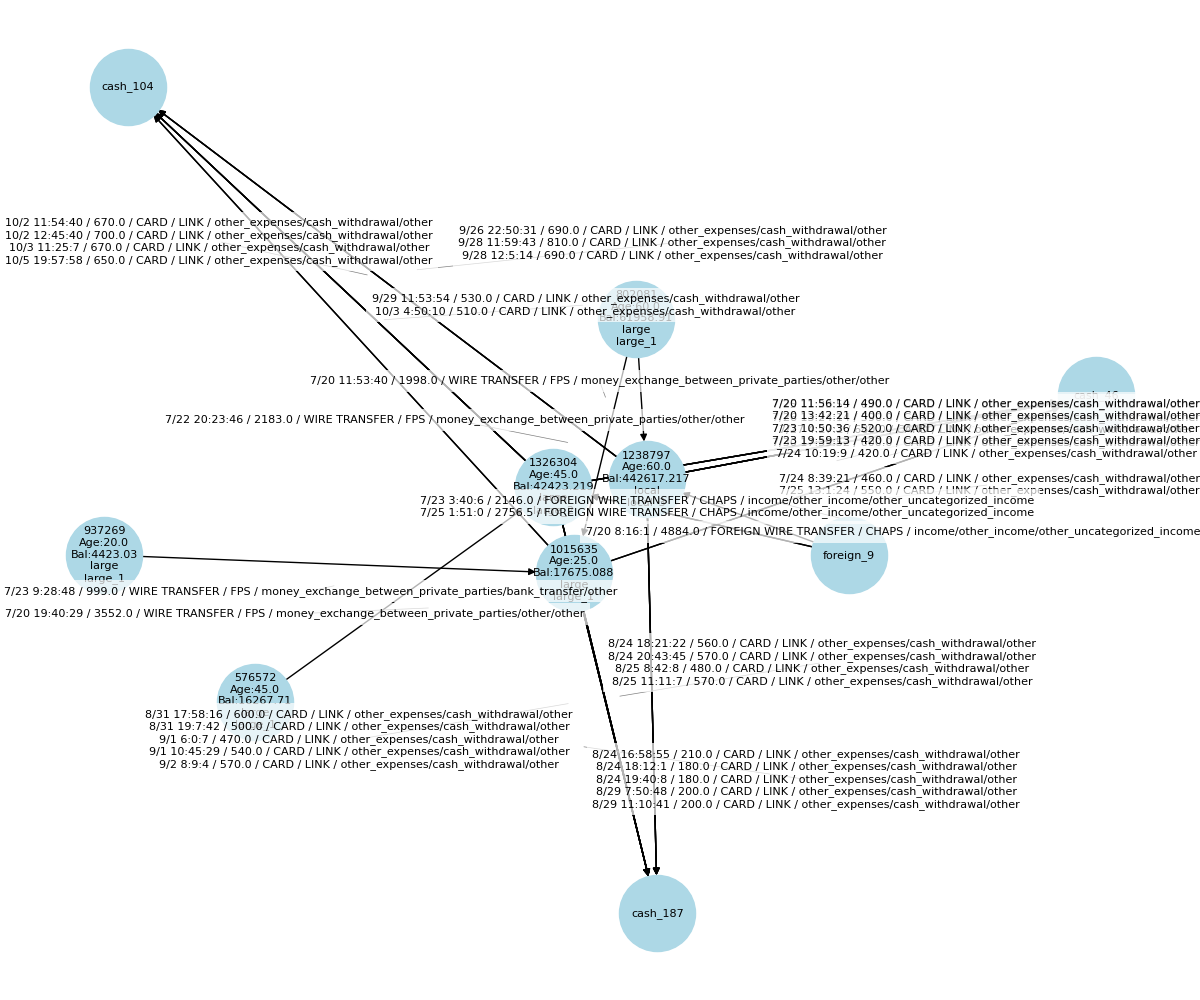 cash_104
10/2 11:54:40 / 670.0 / CARD / LINK / other_expenses/cash_withdrawal/other
10/2 12:45:40 / 700.0 / CARD / LINK / other_expenses/cash_withdrawal/other
10/3 11:25:7 / 670.0 / CARD / LINK / other_expenses/cash_withdrawal/other
10/5 19:57:58 / 650.0 / CARD / LINK / other_expenses/cash_withdrawal/other
9/26 22:50:31 / 690.0 / CARD / LINK / other_expenses/cash_withdrawal/other
9/28 11:59:43 / 810.0 / CARD / LINK / other_expenses/cash_withdrawal/other
9/28 12:5:14 / 690.0 / CARD / LINK / other_expenses/cash_withdrawal/other
9/29 11:53:54 / 530.0 / CARD / LINK / other_expenses/cash_withdrawal/other
10/3 4:50:10 / 510.0 / CARD / LINK / other_expenses/cash_withdrawal/other
large
large_1
7/20 11:53:40 / 1998.0 / WIRE TRANSFER / FPS / money_exchange_between_private_parties/other/other
7/20 11:56:14 / 490.0 / CARD / LINK / other_expenses/cash_withdrawal/other
7/20 13:42:21 / 400.0 / CARD / LINK / other_expenses/cash_withdrawal/other
7/23 10:50:36 / 520.0 / CARD / LINK / other_expenses/cash_withdrawal/other
7/23 19:59:13 / 420.0 / CARD / LINK / other_expenses/cash_withdrawal/other
7/24 10:19:9 / 420.0 / CARD / LINK / other_expenses/cash_withdrawal/other
7/22 20:23:46 / 2183.0 / WIRE TRANSFER / FPS / money_exchange_between_private_parties/other/other
1326304
Age:45.0
Bal:42423.219
1238797
Age:60.0
Bal:442617.217
local
7/24 8:39:21 / 460.0 / CARD / LINK / other_expenses/cash_withdrawal/other
7/25 13:1:24 / 550.0 / CARD / LINK / other_expenses/cash_withdrawal/other
7/23 3:40:6 / 2146.0 / FOREIGN WIRE TRANSFER / CHAPS / income/other_income/other_uncategorized_income
7/25 1:51:0 / 2756.5 / FOREIGN WIRE TRANSFER / CHAPS / income/other_income/other_uncategorized_income
7/20 8:16:1 / 4884.0 / FOREIGN WIRE TRANSFER / CHAPS / income/other_income/other_uncategorized_income
937269
Age:20.0
Bal:4423.03
large
large_1
1015635
Age:25.0
Bal:17675.088
large
large_1
foreign_9
7/23 9:28:48 / 999.0 / WIRE TRANSFER / FPS / money_exchange_between_private_parties/bank_transfer/other
7/20 19:40:29 / 3552.0 / WIRE TRANSFER / FPS / money_exchange_between_private_parties/other/other
8/24 18:21:22 / 560.0 / CARD / LINK / other_expenses/cash_withdrawal/other
8/24 20:43:45 / 570.0 / CARD / LINK / other_expenses/cash_withdrawal/other
8/25 8:42:8 / 480.0 / CARD / LINK / other_expenses/cash_withdrawal/other
8/25 11:11:7 / 570.0 / CARD / LINK / other_expenses/cash_withdrawal/other
576572
Age:45.0
Bal:16267.71
8/31 17:58:16 / 600.0 / CARD / LINK / other_expenses/cash_withdrawal/other
8/31 19:7:42 / 500.0 / CARD / LINK / other_expenses/cash_withdrawal/other
9/1 6:0:7 / 470.0 / CARD / LINK / other_expenses/cash_withdrawal/other
9/1 10:45:29 / 540.0 / CARD / LINK / other_expenses/cash_withdrawal/other
9/2 8:9:4 / 570.0 / CARD / LINK / other_expenses/cash_withdrawal/other
8/24 16:58:55 / 210.0 / CARD / LINK / other_expenses/cash_withdrawal/other
8/24 18:12:1 / 180.0 / CARD / LINK / other_expenses/cash_withdrawal/other
8/24 19:40:8 / 180.0 / CARD / LINK / other_expenses/cash_withdrawal/other
8/29 7:50:48 / 200.0 / CARD / LINK / other_expenses/cash_withdrawal/other
8/29 11:10:41 / 200.0 / CARD / LINK / other_expenses/cash_withdrawal/other
cash_187